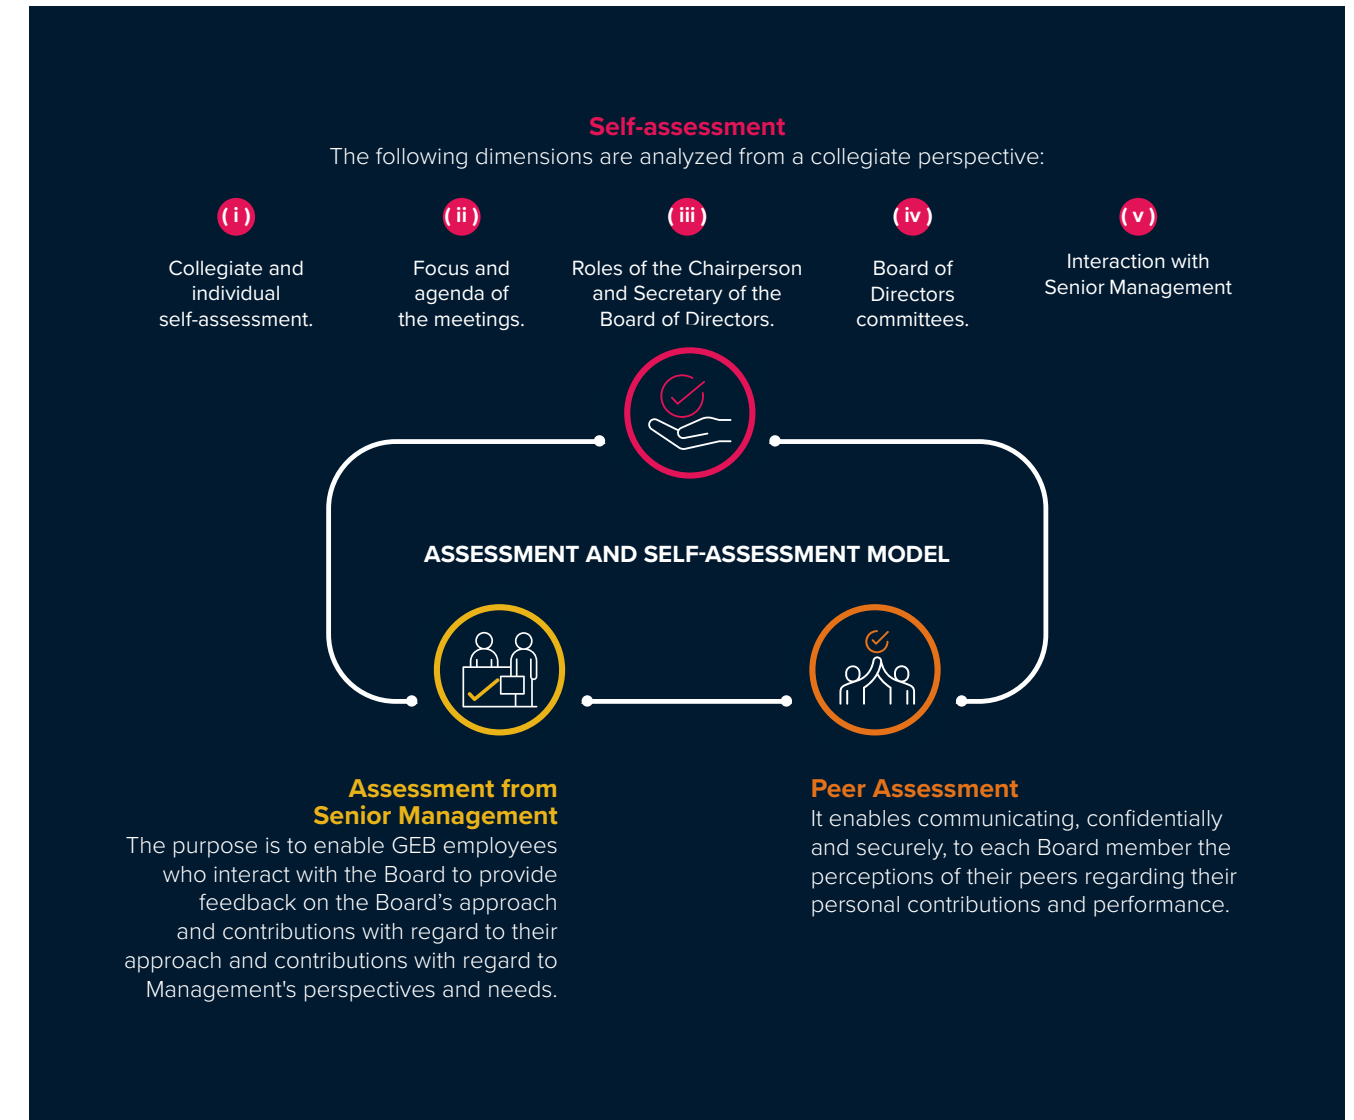 Self-assessment
The following dimensions are analyzed from a collegiate perspective:
( i )
Collegiate and
individual
self-assessment.
( ii )
Focus and
agenda of
the meetings.
( iii )
Roles of the Chairperson
and Secretary of the
Board of Directors.
( iv )
Board of
Directors
committees.
( v )
Interaction with
Senior Management
ASSESSMENT AND SELF-ASSESSMENT MODEL
Assessment from
Senior Management
The purpose is to enable GEB employees
who interact with the Board to provide
feedback on the Board’s approach
and contributions with regard to their
approach and contributions with regard to
Management's perspectives and needs.
Peer Assessment
It enables communicating, confidentially
and securely, to each Board member the
perceptions of their peers regarding their
personal contributions and performance.